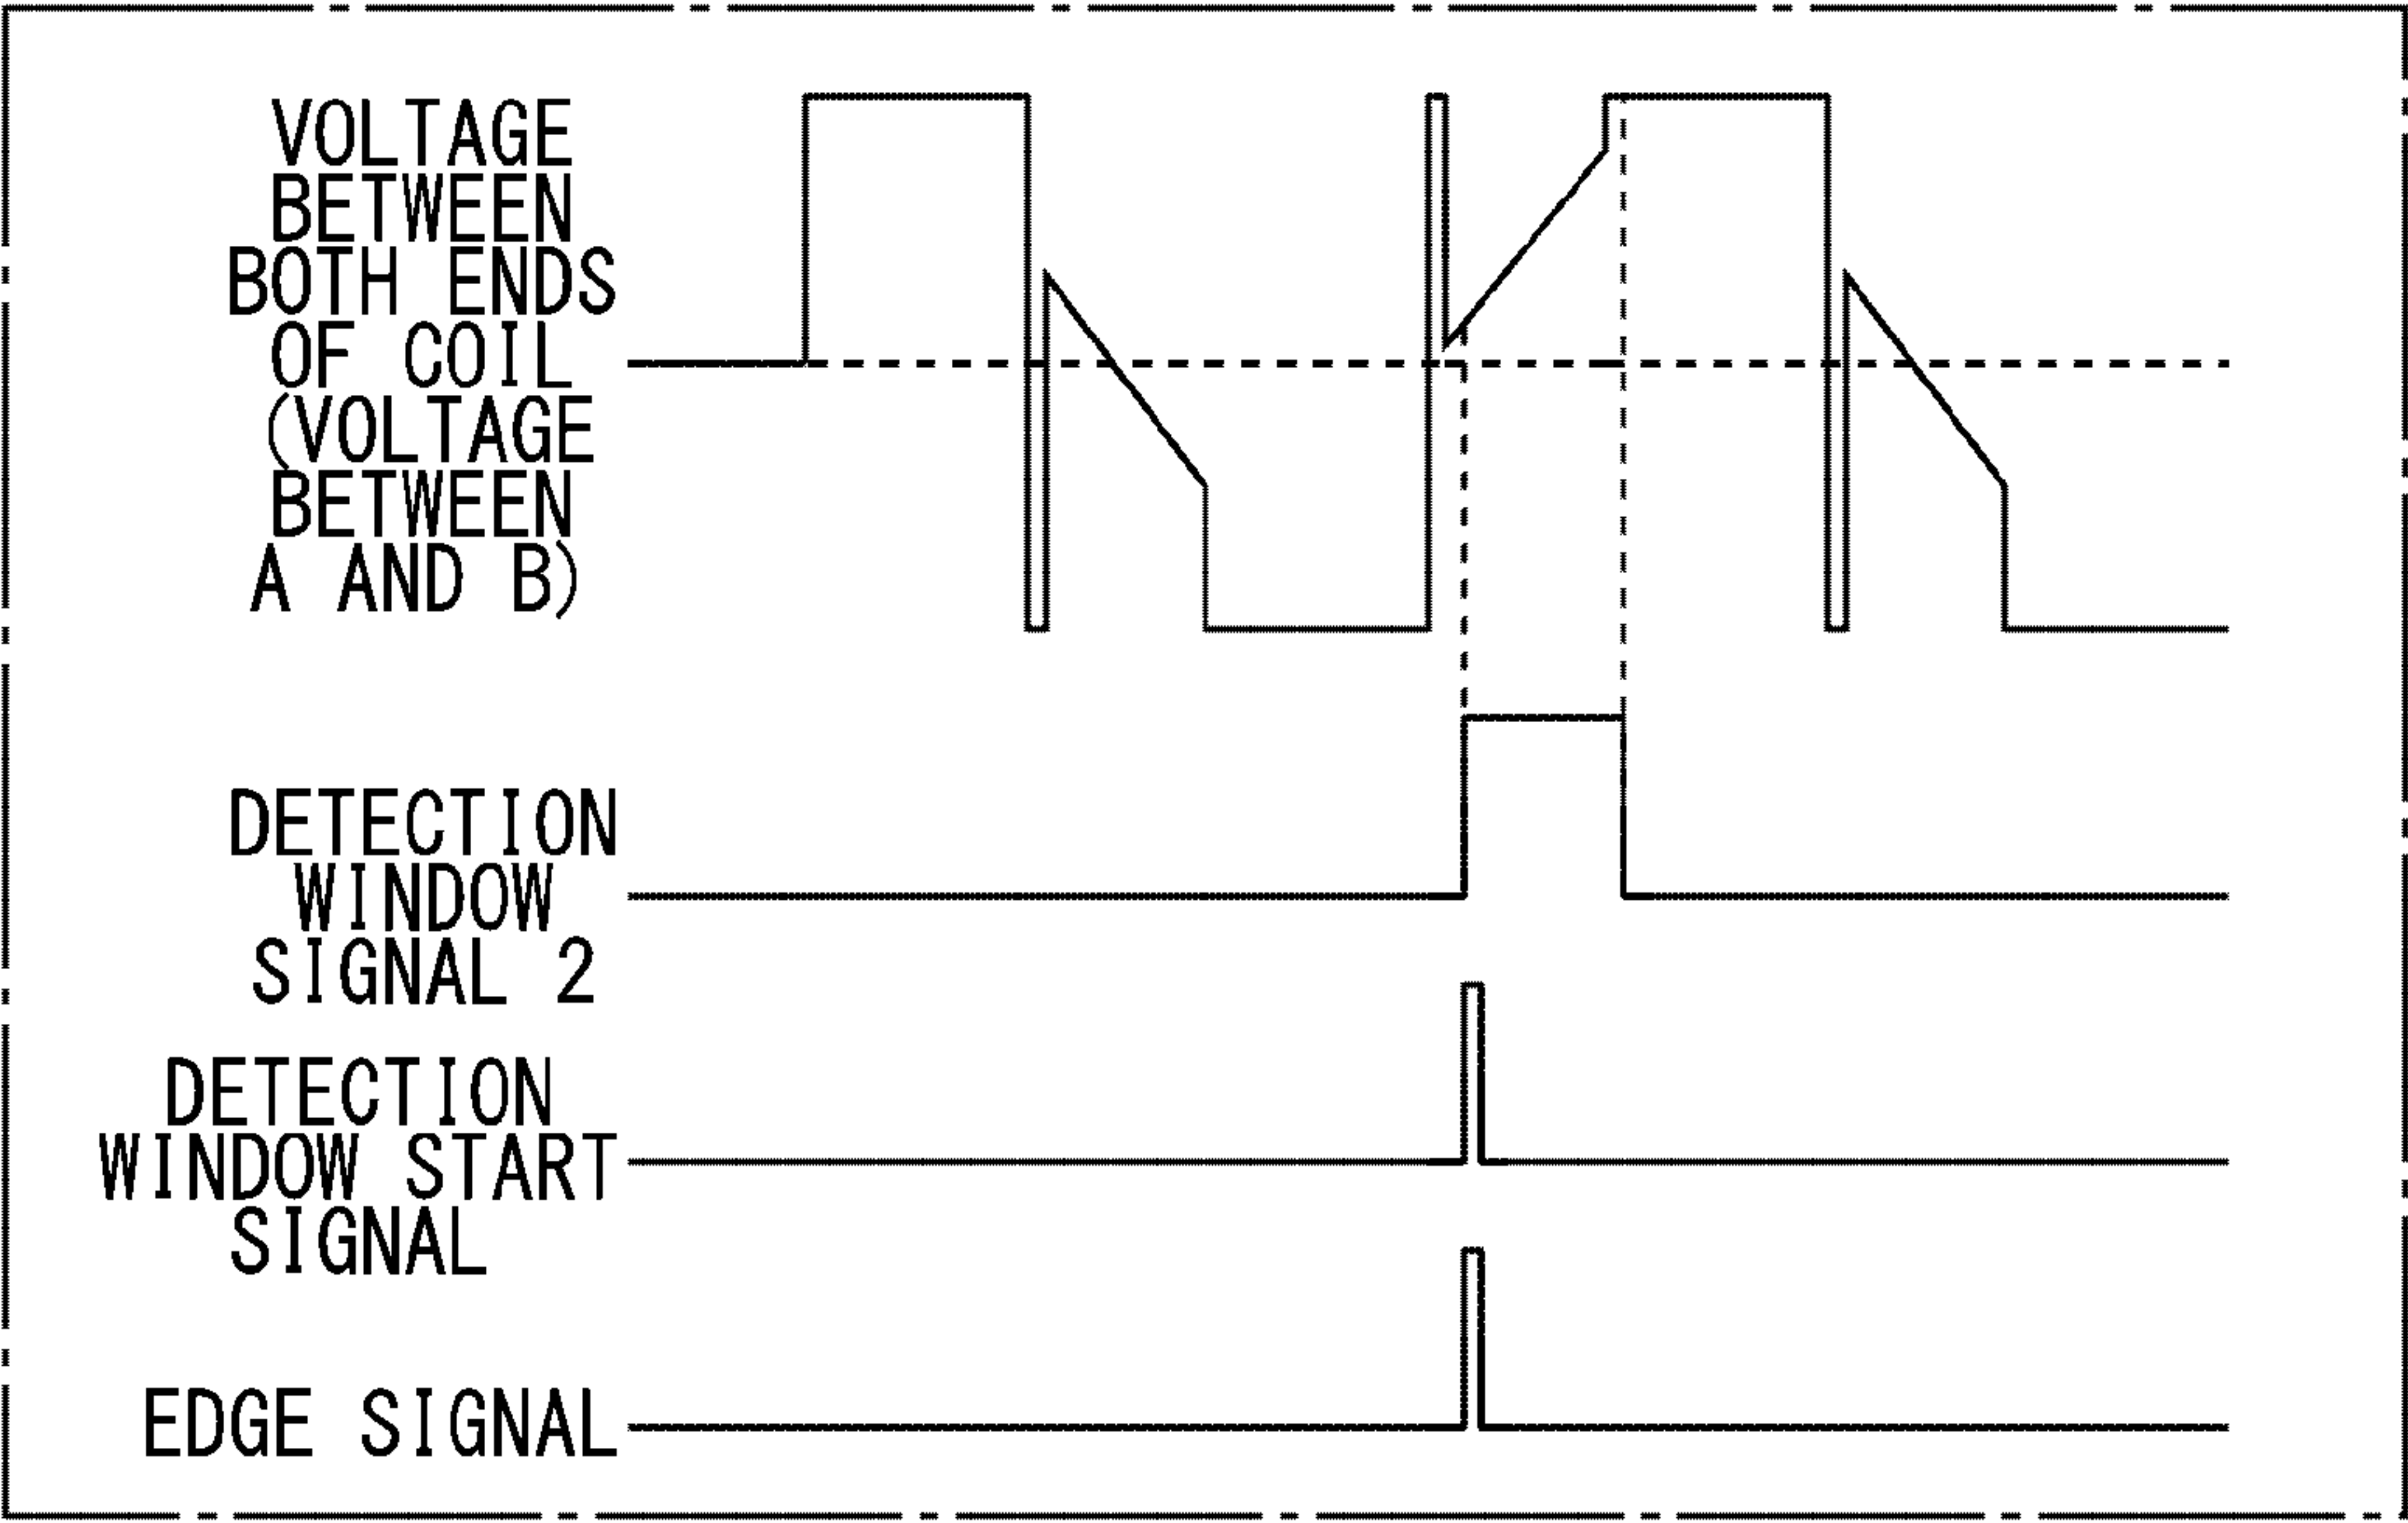 VOLTAGE
BETWEEN
BOTH ENDS
OF COIL
(VOLTAGE
BETWEEN
A AND B)
DETECTION
WINDOW
SIGNAL 2
DETECTION
WINDOW START
SIGNAL
EDGE SIGNAL